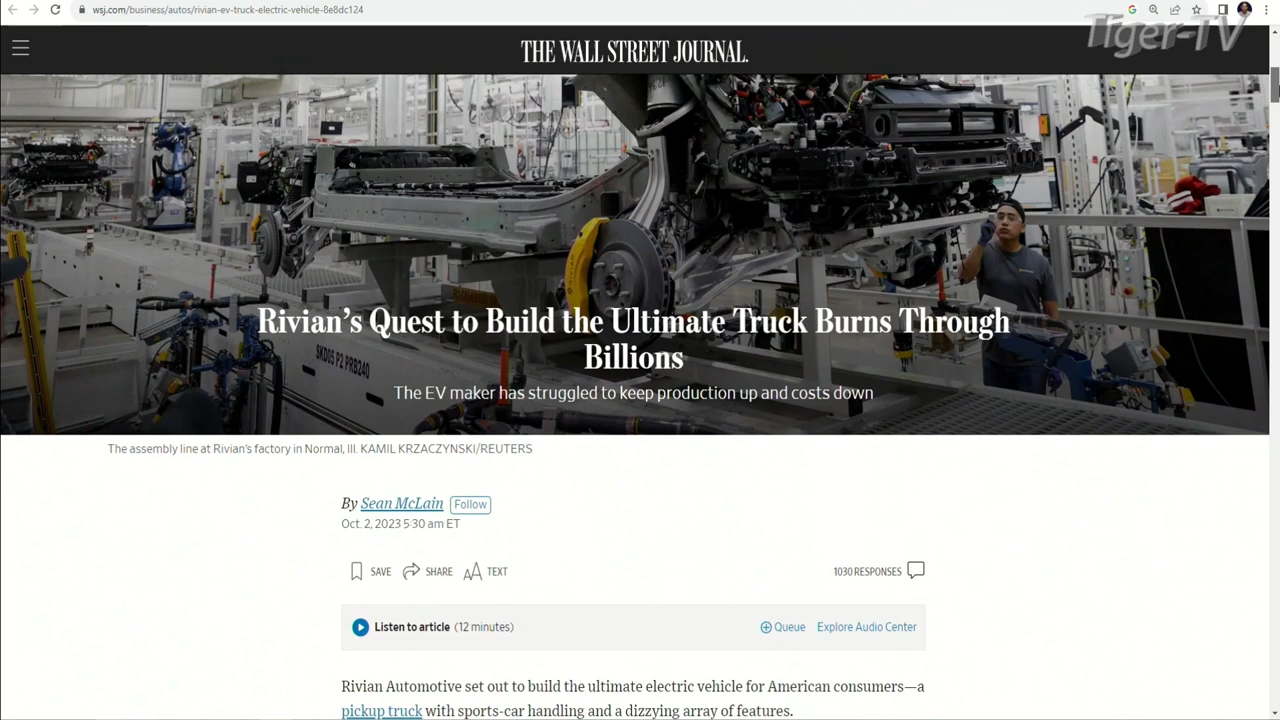 wsj.com/business/autos/rivian-ev-truck-electric-vehicle-8e8dc124
Tiger-TV
THE WALL STREET JOURNAL.
SKD05 P2 PRB240
Rivian's Quest to Build the Ultimate Truck Burns Through
Billions
The EV maker has struggled to keep production up and costs down
The assembly line at Rivian's factory in Normal, Ill. KAMIL KRZACZYNSKI/REUTERS
By Sean McLain Follow
Oct. 2, 2023 5:30 am ET
SAVE SHARE AA TEXT 1030 RESPONSES
Listen to article (12 minutes) Queue Explore Audio Center
Rivian Automotive set out to build the ultimate electric vehicle for American consumers—a
pickup truck with sports-car handling and a dizzying array of features.